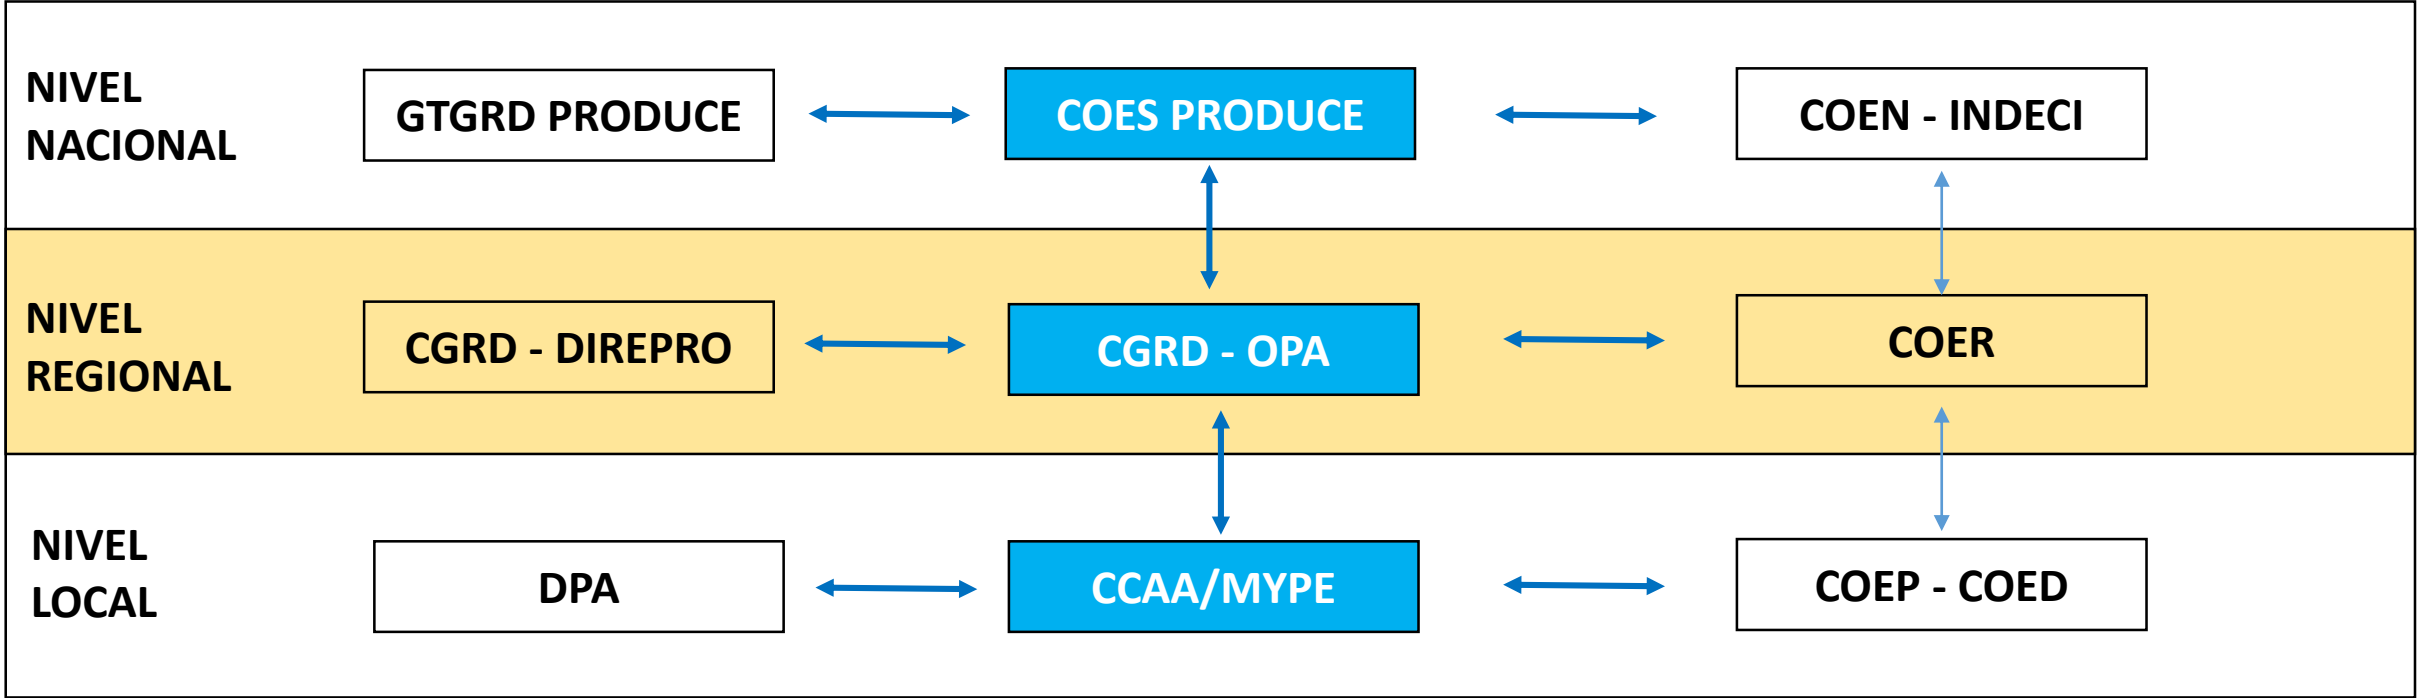 NIVEL
NACIONAL
GTGRD PRODUCE
COES PRODUCE
COEN - INDECI
NIVEL
REGIONAL
CGRD - DIREPRO
CGRD - OPA
COER
NIVEL
LOCAL
DPA
CCAA/MYPE
COEP - COED